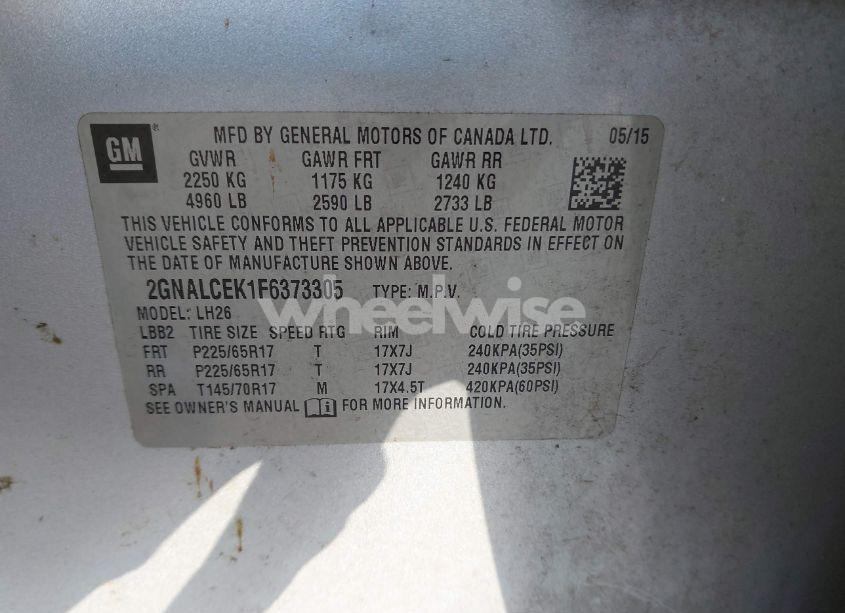 GM ® MFD BY GENERAL MOTORS OF CANADA LTD. 05/15
GVWR GAWR FRT GAWR RR
2250 KG 1175 KG 1240 KG
4960 LB 2590 LB 2733 LB
THIS VEHICLE CONFORMS TO ALL APPLICABLE U.S. FEDERAL MOTOR
VEHICLE SAFETY AND THEFT PREVENTION STANDARDS IN EFFECT ON
THE DATE OF MANUFACTURE SHOWN ABOVE.
2GNALCEK1F6373305 TYPE: M.P.V.
wheelwise
MODEL: LH26
LBB2 TIRE SIZE SPEED RTG RIM COLD TIRE PRESSURE
FRT P225/65R17 T 17X7J 240KPA(35PSI)
RR P225/65R17 T 17X7J 240KPA(35PSI)
SPA T145/70R17 M 17X4.5T 420KPA(60PSI)
SEE OWNER'S MANUAL FOR MORE INFORMATION.